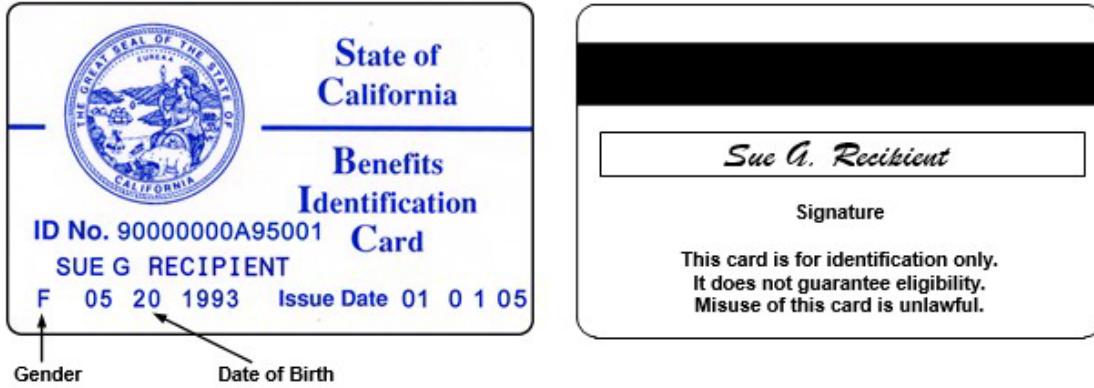 THE GREAT SEAL OF THE STATE OF CALIFORNIA
EUREKA
State of
California
Benefits
Identification
Card
ID No. 90000000A95001
SUE G RECIPIENT
F 05 20 1993 Issue Date 01 0 1 05
Gender
Date of Birth
Sue G. Recipient
Signature
This card is for identification only.
It does not guarantee eligibility.
Misuse of this card is unlawful.